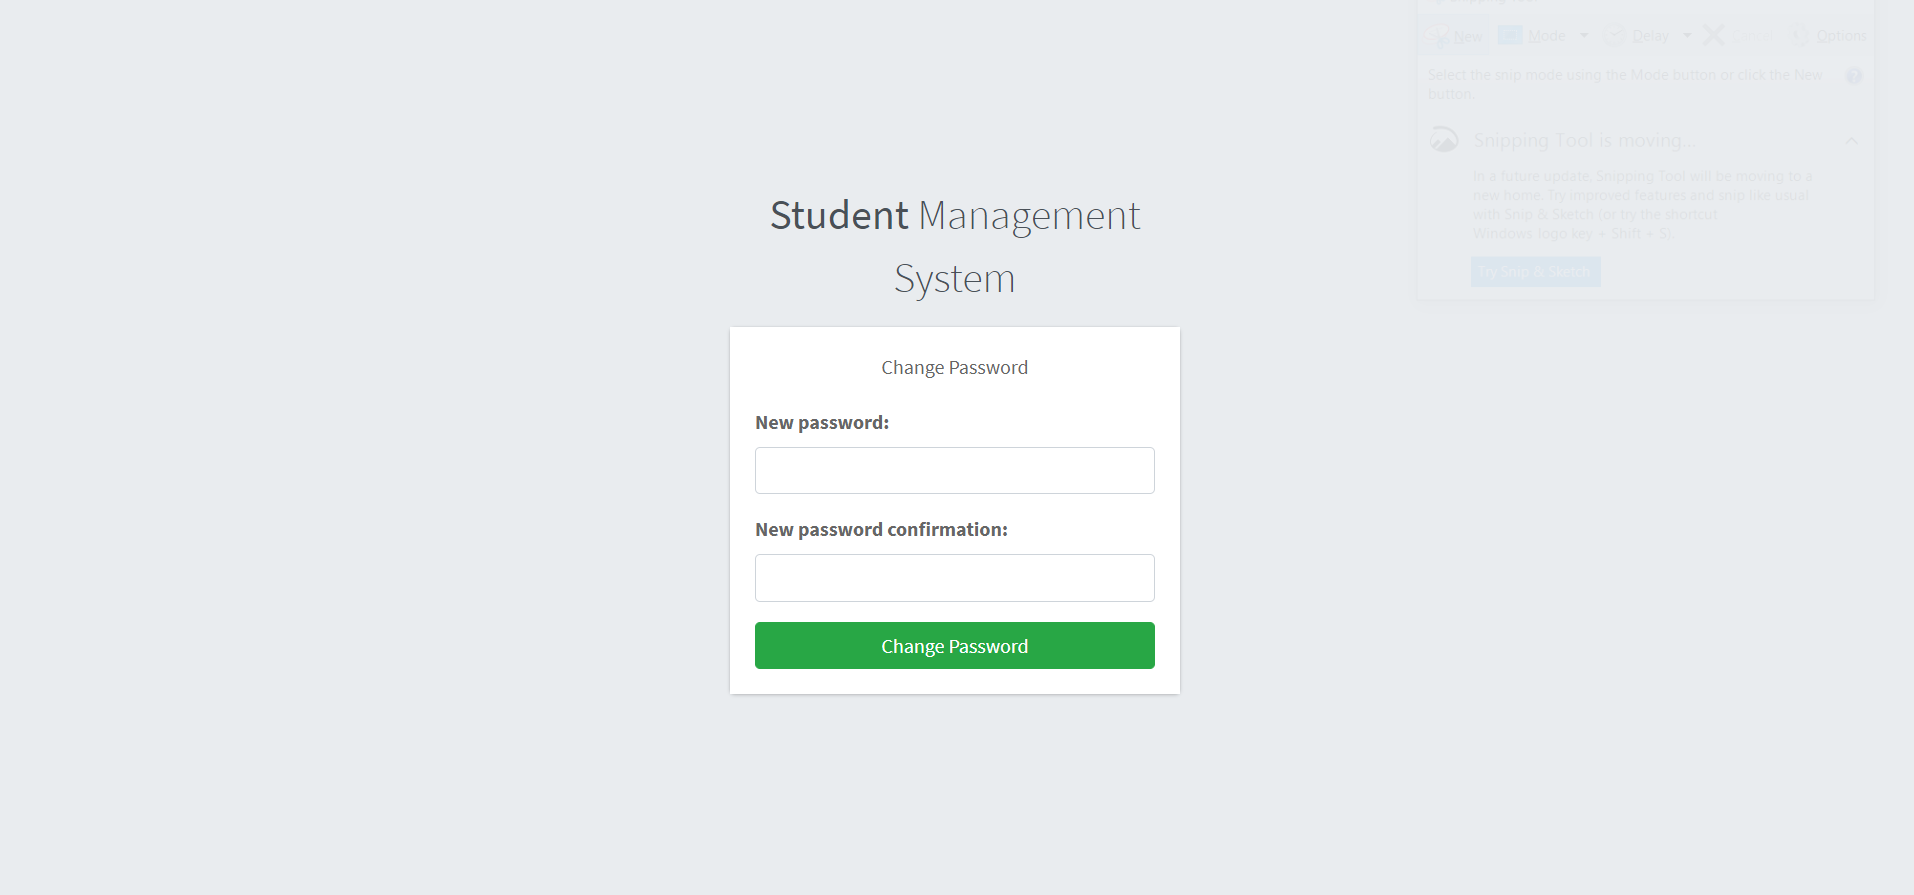 Student Management
System
Change Password
New password:
New password confirmation:
Change Password
New Mode Delay Cancel Options
Select the snip mode using the Mode button or click the New
button.
Snipping Tool is moving...
In a future update, Snipping Tool will be moving to a
new home. Try improved features and snip like usual
with Snip & Sketch (or try the shortcut
Windows logo key + Shift + S).
Try Snip & Sketch